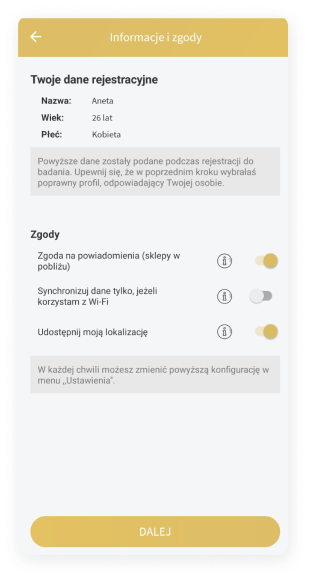 Informacje i zgody
Twoje dane rejestracyjne
Nazwa: Aneta
Wiek: 26 lat
Płeć: Kobieta
Powyższe dane zostały podane podczas rejestracji do
badania. Upewnij się, że w poprzednim kroku wybrałaś
poprawny profil, odpowiadający Twojej osobie.
Zgody
Zgoda na powiadomienia (sklepy w
pobliżu)
Synchronizuj dane tylko, jeżeli
korzystam z Wi-Fi
Udostępnij moją lokalizację
W każdej chwili możesz zmienić powyższą konfigurację w
menu „Ustawienia".
DALEJ